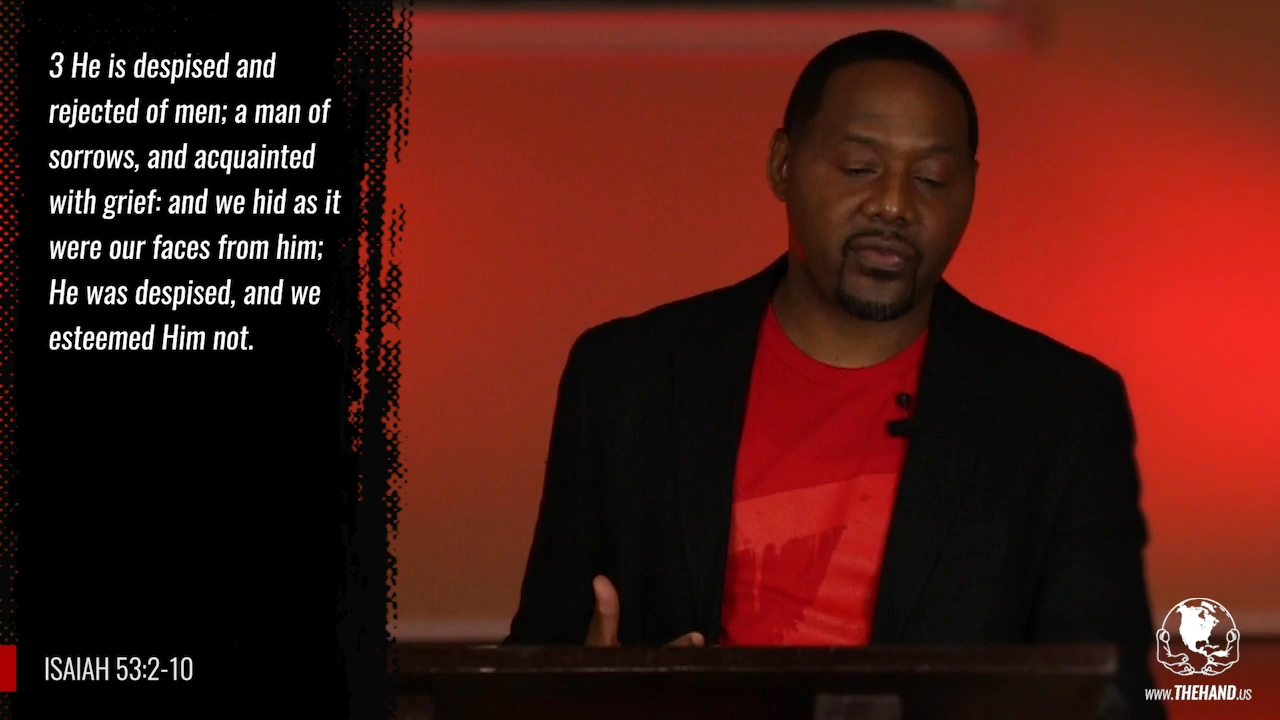 3 He is despised and
rejected of men; a man of
sorrows, and acquainted
with grief: and we hid as it
were our faces from him;
He was despised, and we
esteemed Him not.
ISAIAH 53:2-10
www.THEHAND.us